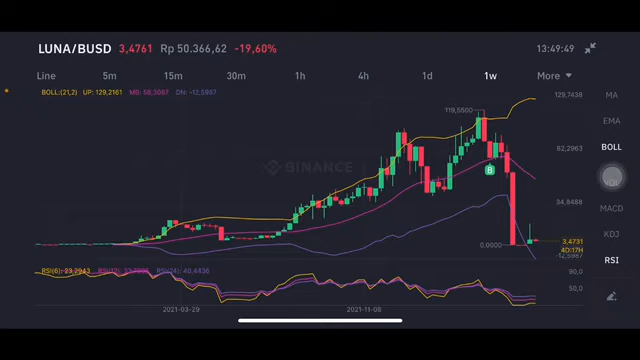 LUNA/BUSD 3,4761 Rp 50.366,62 -19,60% 13:49:49
Line 5m 15m 30m 1h 4h 1d 1w More
BOLL:(21,2) UP: 129,2161 MB: 58,3087 DN: -12,5997
129,7438
MA
119,5500
EMA
82,2963
BOLL
BINANCE
B
34,8488
MACD
KDJ
0,0000
3,4731
4D:17H
-12,5987
RSI
RSI(6): 23,2943 RSI(24): 40,4436
90,0
50,0
2021-03-29 2021-11-08